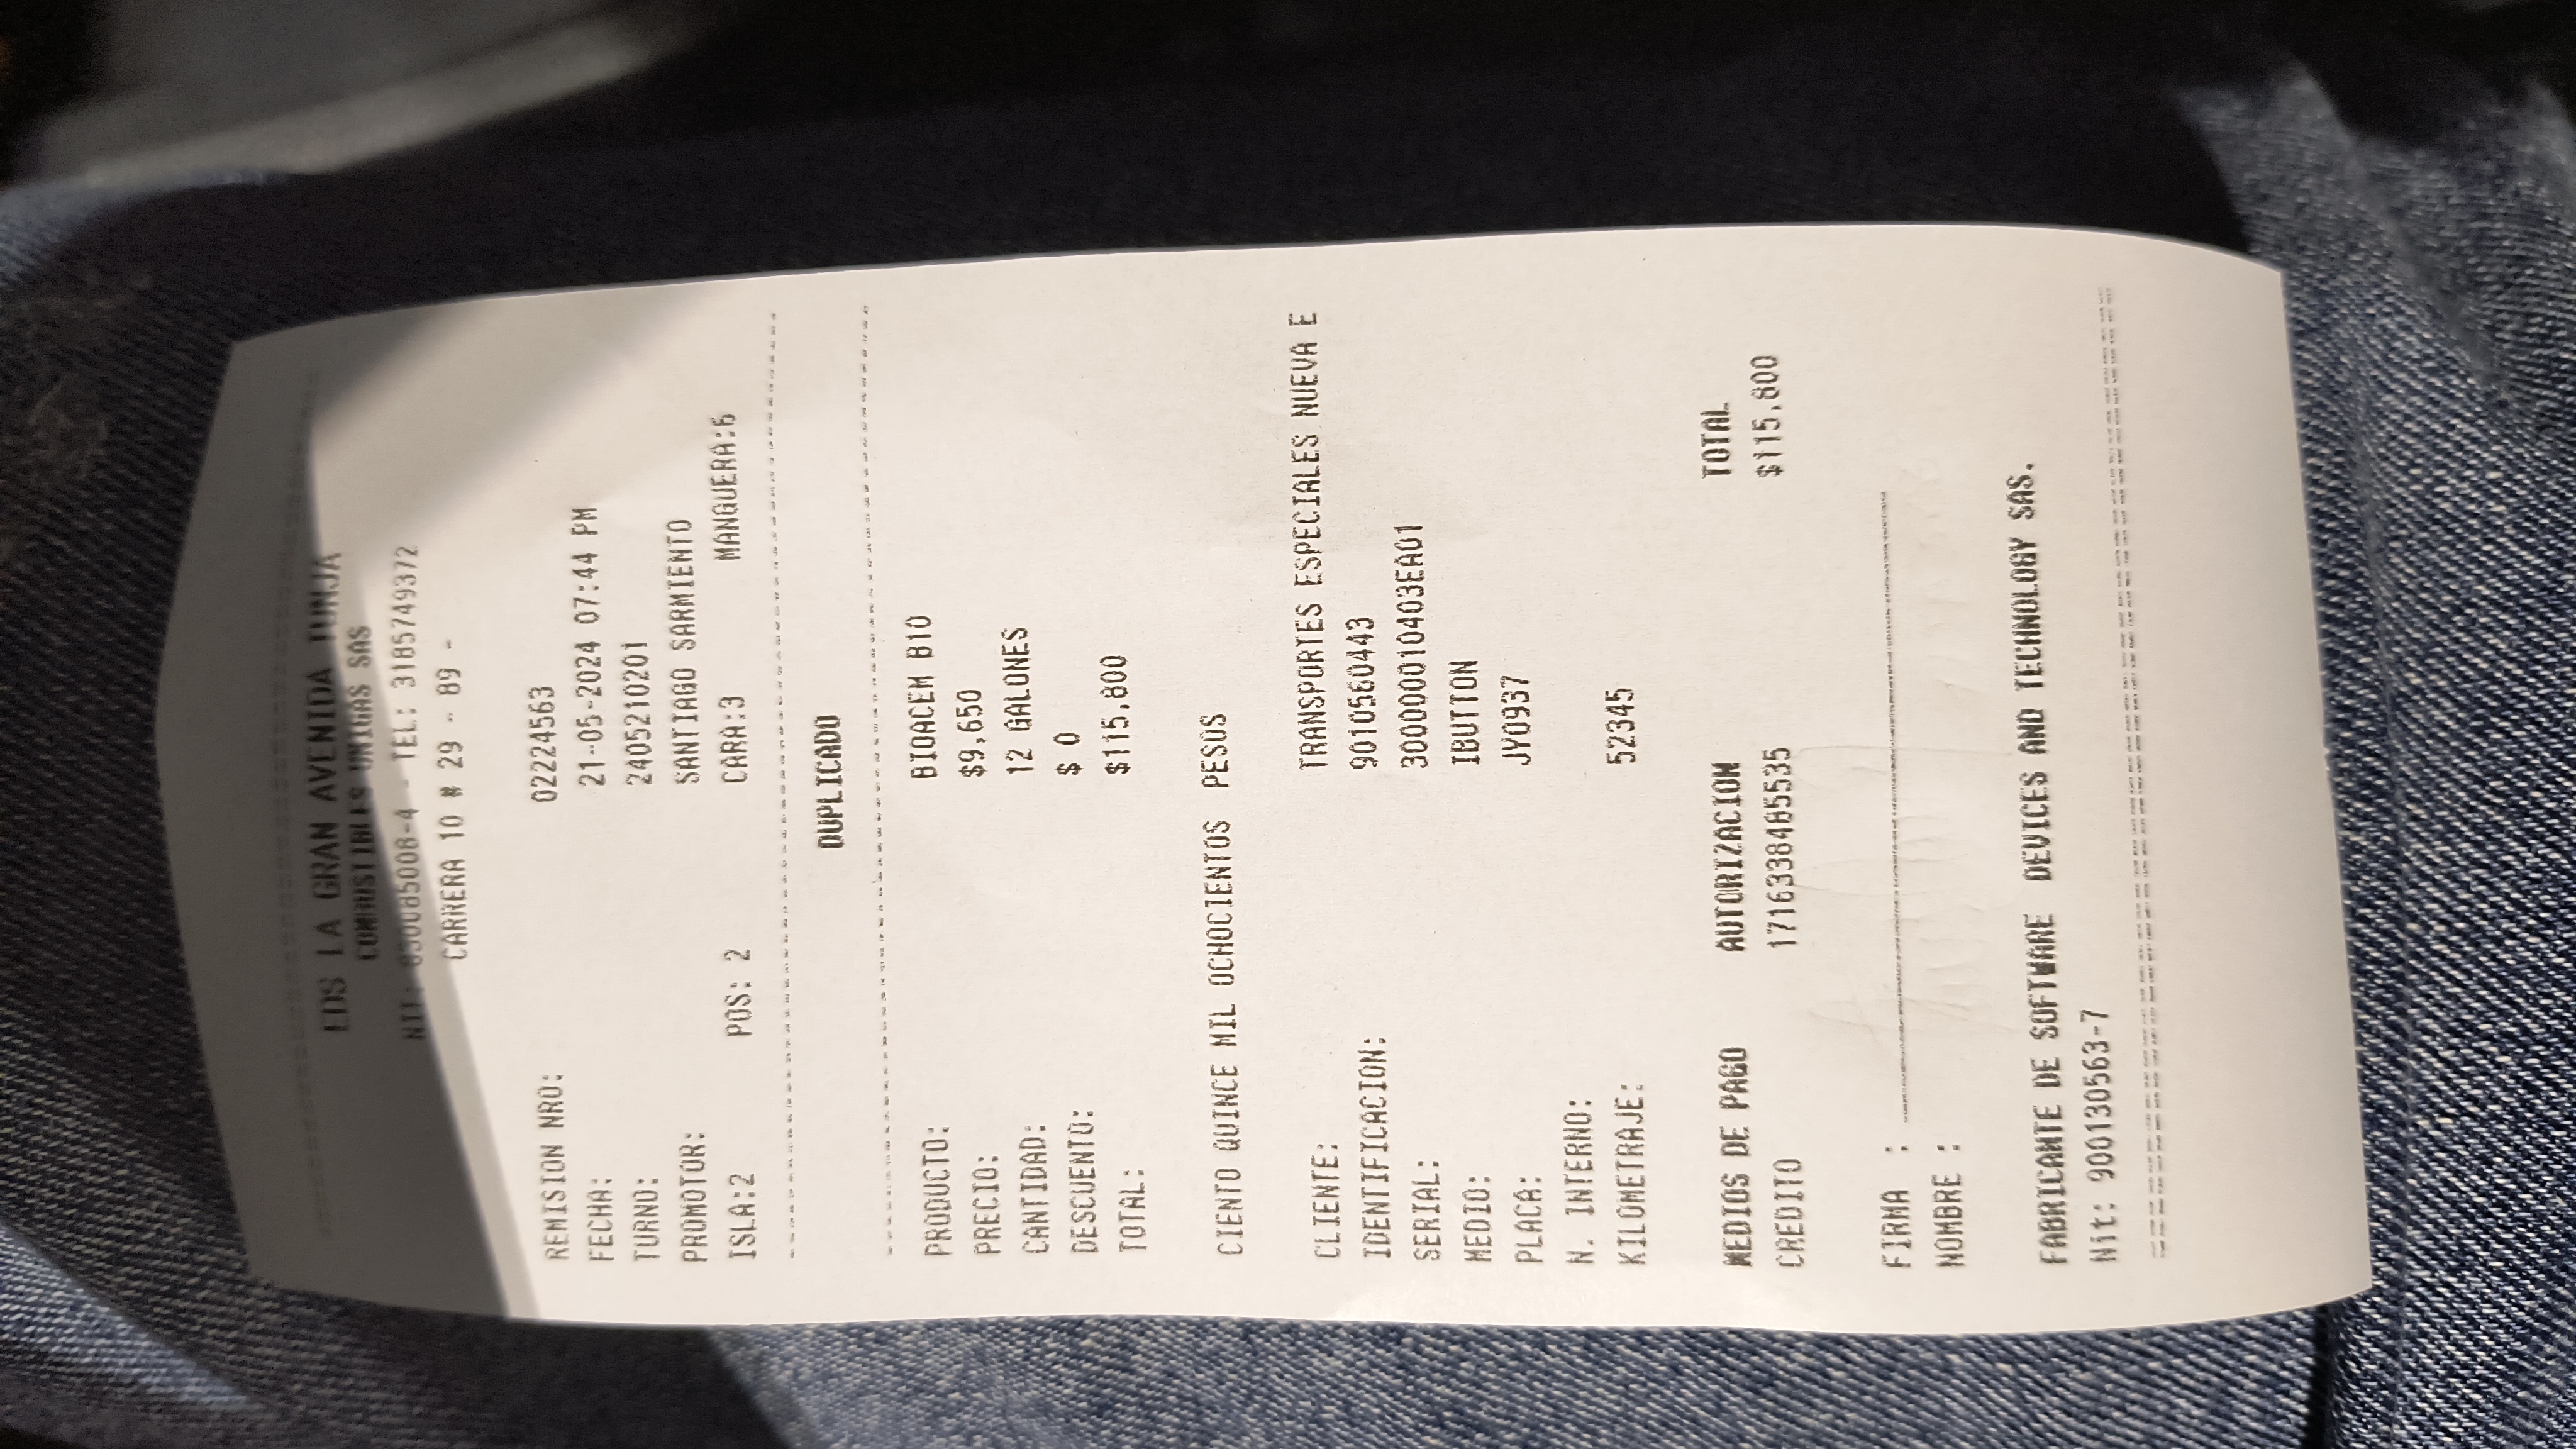 EDS LA GRAN AVENIDA TUNJA
COMBUSTIBLES UNIGAS SAS
NIT: 830085008-4 - TEL: 3185749372
CARRERA 10 # 29 - 89 -
REMISION NRO: 02224563
FECHA: 21-05-2024 07:44 PM
TURNO: 2405210201
PROMOTOR: SANTIAGO SARMIENTO
ISLA:2 POS: 2 CARA:3 MANGUERA:6
DUPLICADO
PRODUCTO: BIOACEM B10
PRECIO: $9,650
CANTIDAD: 12 GALONES
DESCUENTO: $ 0
TOTAL: $115,800
CIENTO QUINCE MIL OCHOCIENTOS PESOS
CLIENTE: TRANSPORTES ESPECIALES NUEVA E
IDENTIFICACION: 9010560443
SERIAL: 3000000010403EA01
MEDIO: IBUTTON
PLACA: JYO937
N. INTERNO:
KILOMETRAJE: 52345
MEDIOS DE PAGO AUTORIZACION TOTAL
CREDITO 1716338465535 $115,800
FIRMA :
NOMBRE :
FABRICANTE DE SOFTWARE DEVICES AND TECHNOLOGY SAS.
Nit: 900130563-7